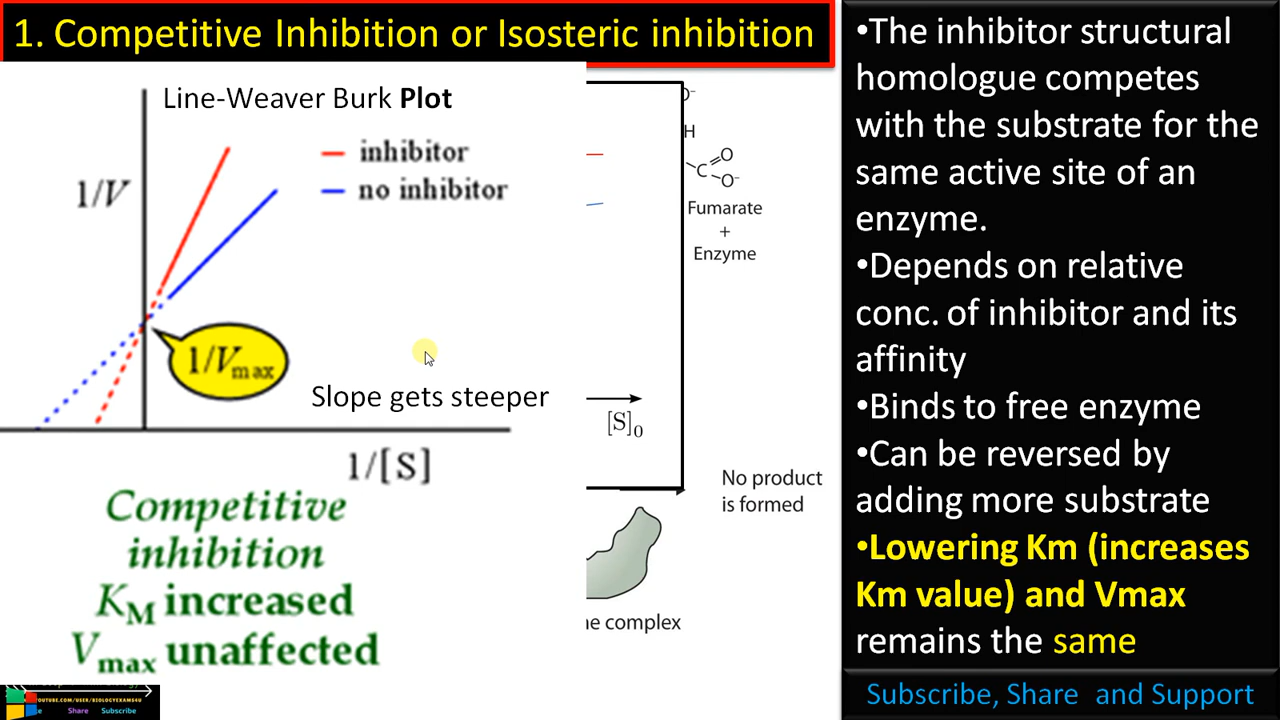 1. Competitive Inhibition or Isosteric inhibition
Line-Weaver Burk Plot
inhibitor
no inhibitor
1/V
1/Vmax
Slope gets steeper
1/[S]
Competitive
inhibition
KM increased
Vmax unaffected
O⁻
H
C
O
O⁻
Fumarate
+
Enzyme
[S]0
No product
is formed
complex
•The inhibitor structural
homologue competes
with the substrate for the
same active site of an
enzyme.
•Depends on relative
conc. of inhibitor and its
affinity
•Binds to free enzyme
•Can be reversed by
adding more substrate
•Lowering Km (increases
Km value) and Vmax
remains the same
Subscribe, Share and Support
Share
Subscribe